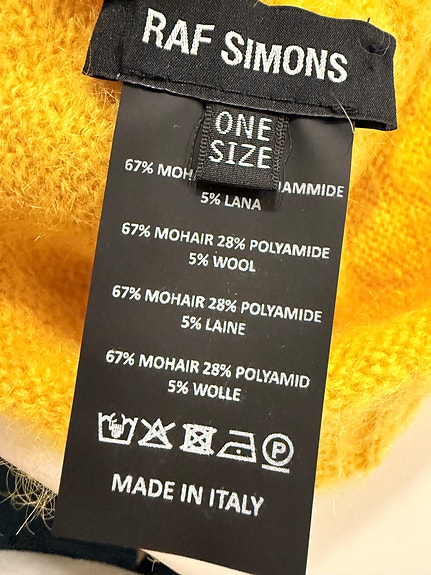 RAF SIMONS
ONE
SIZE
67% AMMIDE
5% LANA
67% MOHAIR 28% POLYAMIDE
5% WOOL
67% MOHAIR 28% POLYAMIDE
5% LAINE
67% MOHAIR 28% POLYAMID
5% WOLLE
P
MADE IN ITALY